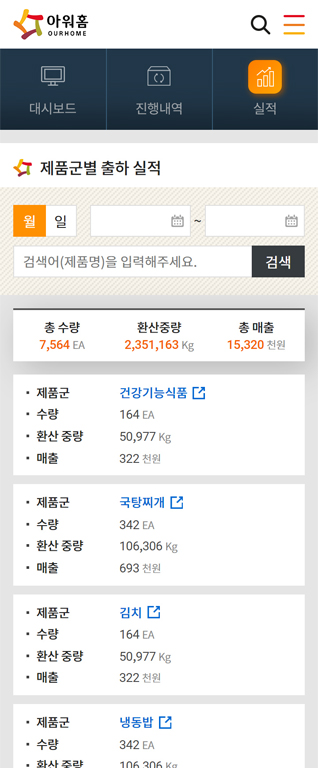 아워홈
OURHOME
대시보드 진행내역 실적
제품군별 출하 실적
월 일 ~
검색어(제품명)을 입력해주세요. 검색
총 수량 환산중량 총 매출
7,564 EA 2,351,163 Kg 15,320 천원
제품군 건강기능식품
수량 164 EA
환산 중량 50,977 Kg
매출 322 천원
제품군 국탕찌개
수량 342 EA
환산 중량 106,306 Kg
매출 693 천원
제품군 김치
수량 164 EA
환산 중량 50,977 Kg
매출 322 천원
제품군 냉동밥
수량 342 EA
환산 중량 106,306 Kg